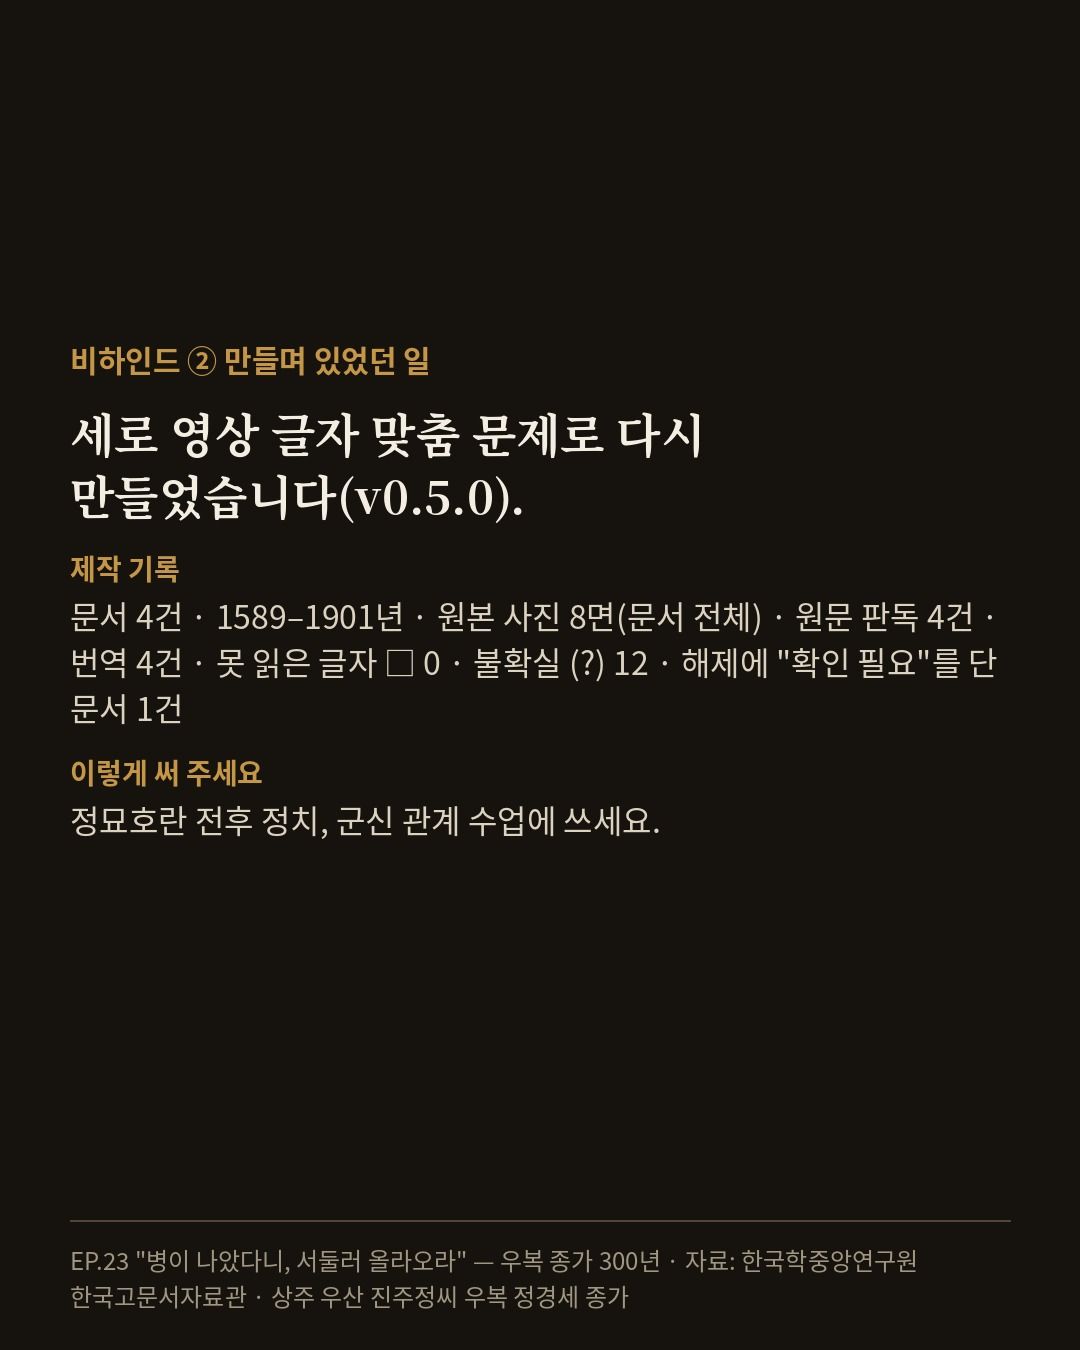 비하인드 ② 만들며 있었던 일
세로 영상 글자 맞춤 문제로 다시
만들었습니다(v0.5.0).
제작 기록
문서 4건 · 1589–1901년 · 원본 사진 8면(문서 전체) · 원문 판독 4건 ·
번역 4건 · 못 읽은 글자 □ 0 · 불확실 (?) 12 · 해제에 "확인 필요"를 단
문서 1건
이렇게 써 주세요
정묘호란 전후 정치, 군신 관계 수업에 쓰세요.
EP.23 "병이 나았다니, 서둘러 올라오라" — 우복 종가 300년 · 자료: 한국학중앙연구원
한국고문서자료관 · 상주 우산 진주정씨 우복 정경세 종가